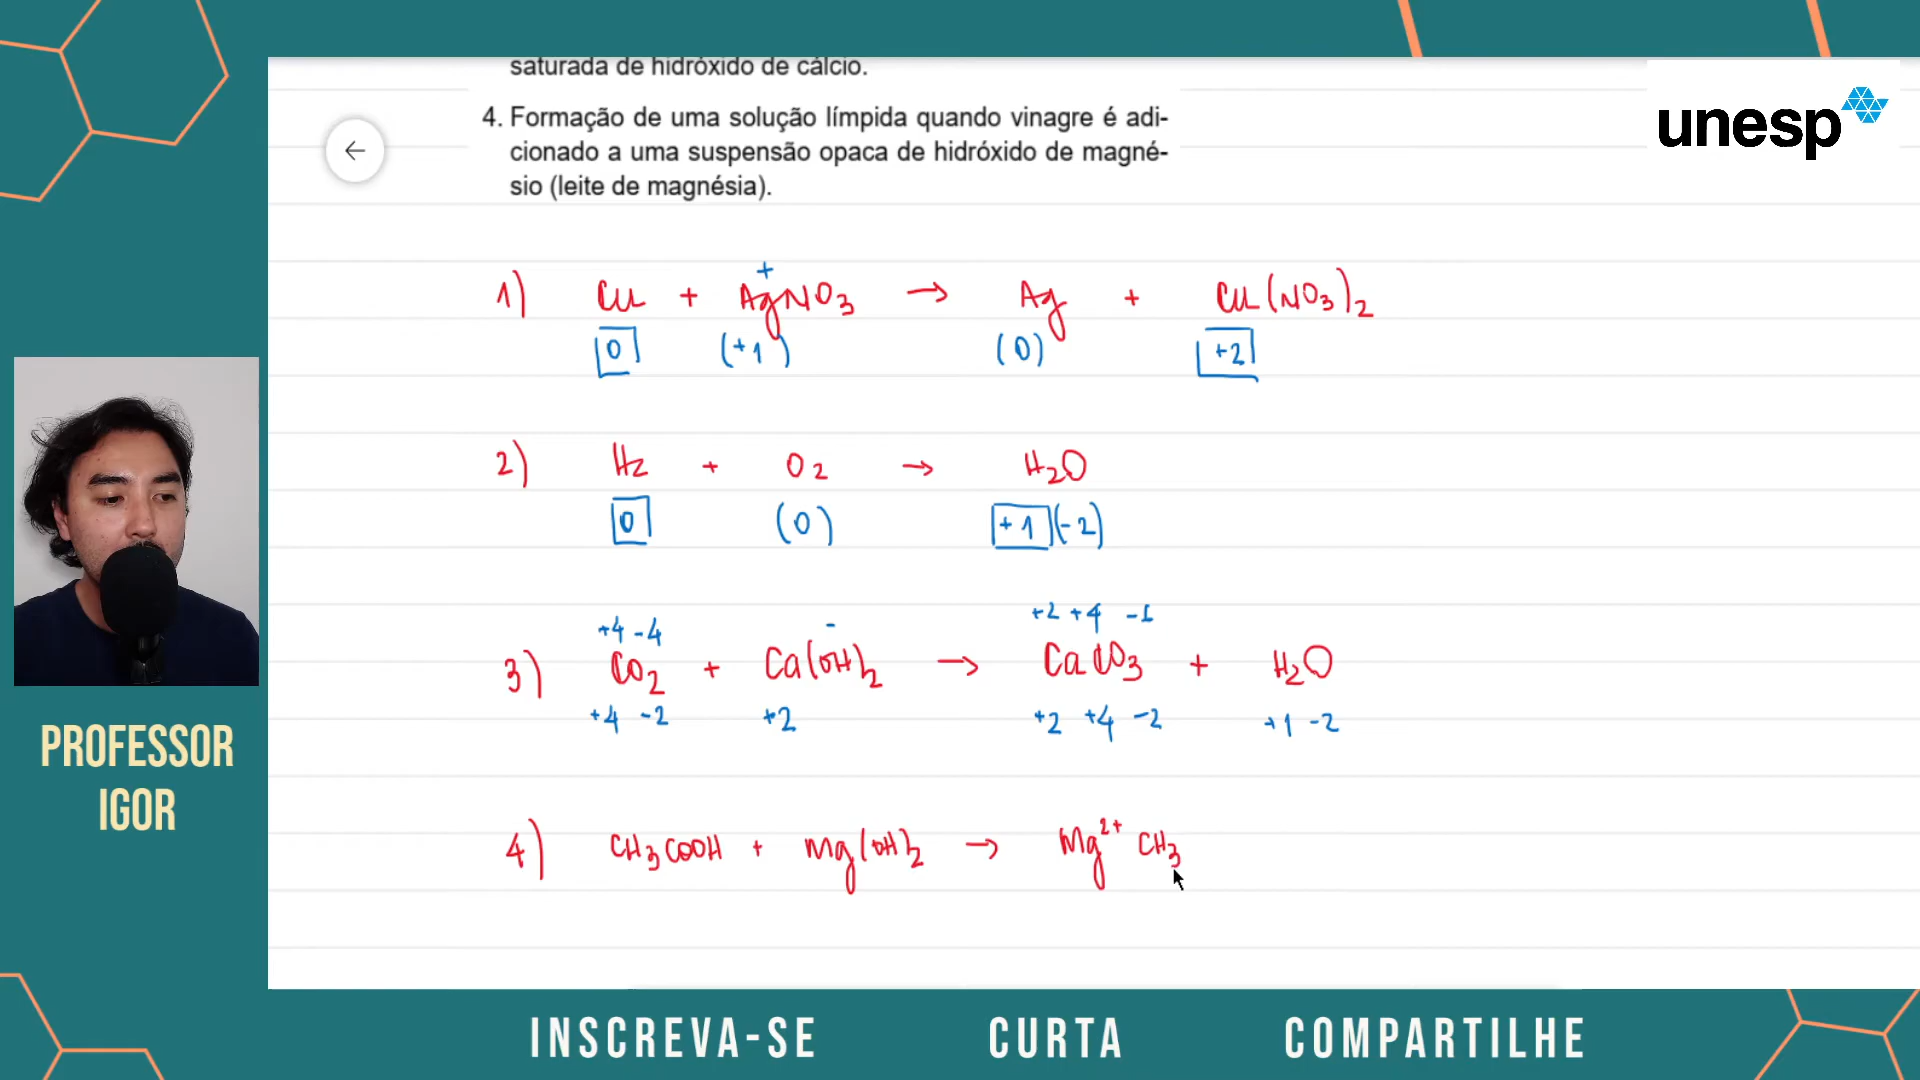 saturada de hidróxido de cálcio.
4. Formação de uma solução límpida quando vinagre é adi-
cionado a uma suspensão opaca de hidróxido de magné-
sio (leite de magnésia).
unesp
+
1) Cu + AgNO3 → Ag + Cu(NO3)2
0 (+1) (0) +2
2) H2 + O2 → H2O
0 (0) +1 (-2)
+4 -4 - +2 +4 -6
3) CO2 + Ca(OH)2 → CaCO3 + H2O
+4 -2 +2 +2 +4 -2 +1 -2
4) CH3COOH + Mg(OH)2 → Mg2+ CH3
PROFESSOR
IGOR
INSCREVA-SE CURTA COMPARTILHE